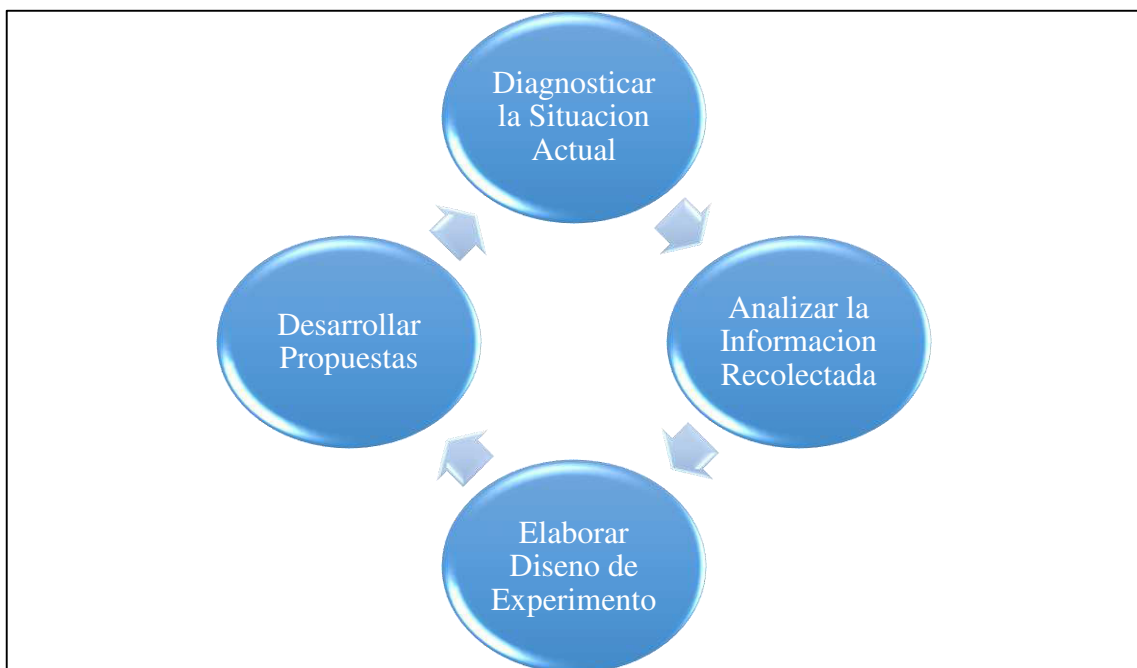 Diagnosticar
la Situacion
Actual
Analizar la
Informacion
Recolectada
Elaborar
Diseno de
Experimento
Desarrollar
Propuestas